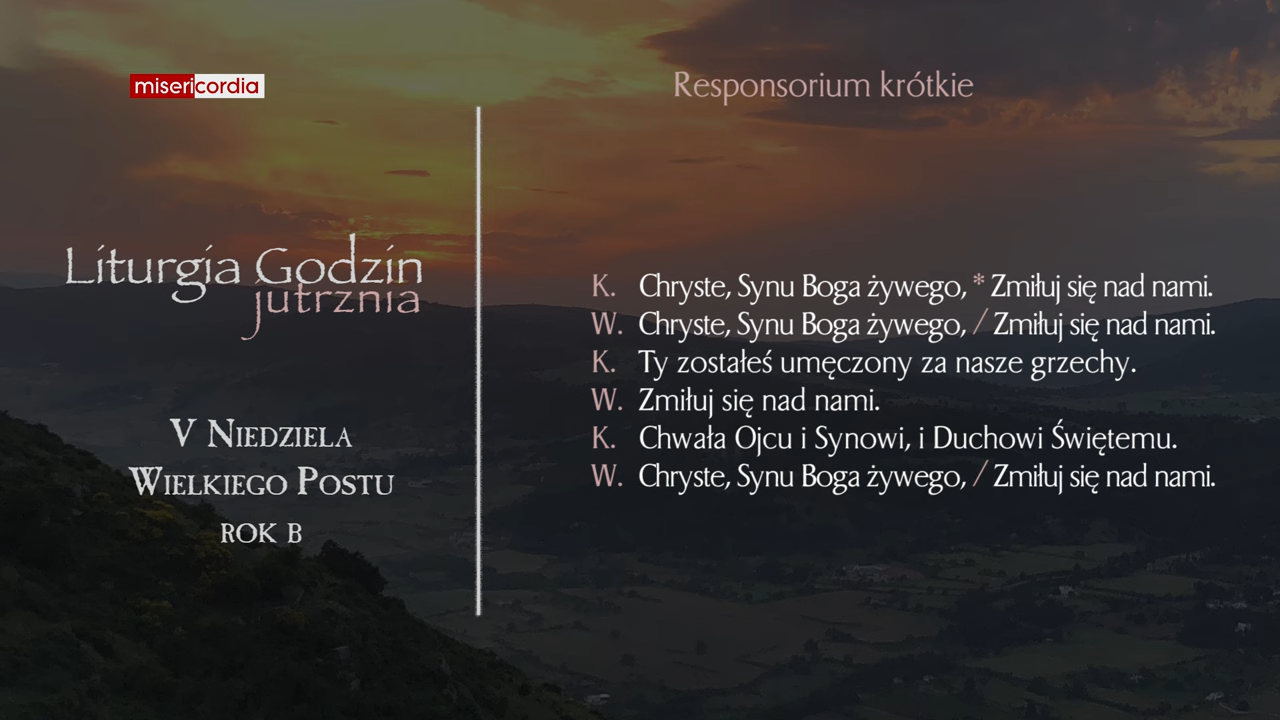 misericordia
Liturgia Godzin
jutrznia
V Niedziela
Wielkiego Postu
rok B
Responsorium krótkie
K. Chryste, Synu Boga żywego, * Zmiłuj się nad nami.
W. Chryste, Synu Boga żywego, / Zmiłuj się nad nami.
K. Ty zostałeś umęczony za nasze grzechy.
W. Zmiłuj się nad nami.
K. Chwała Ojcu i Synowi, i Duchowi Świętemu.
W. Chryste, Synu Boga żywego, / Zmiłuj się nad nami.